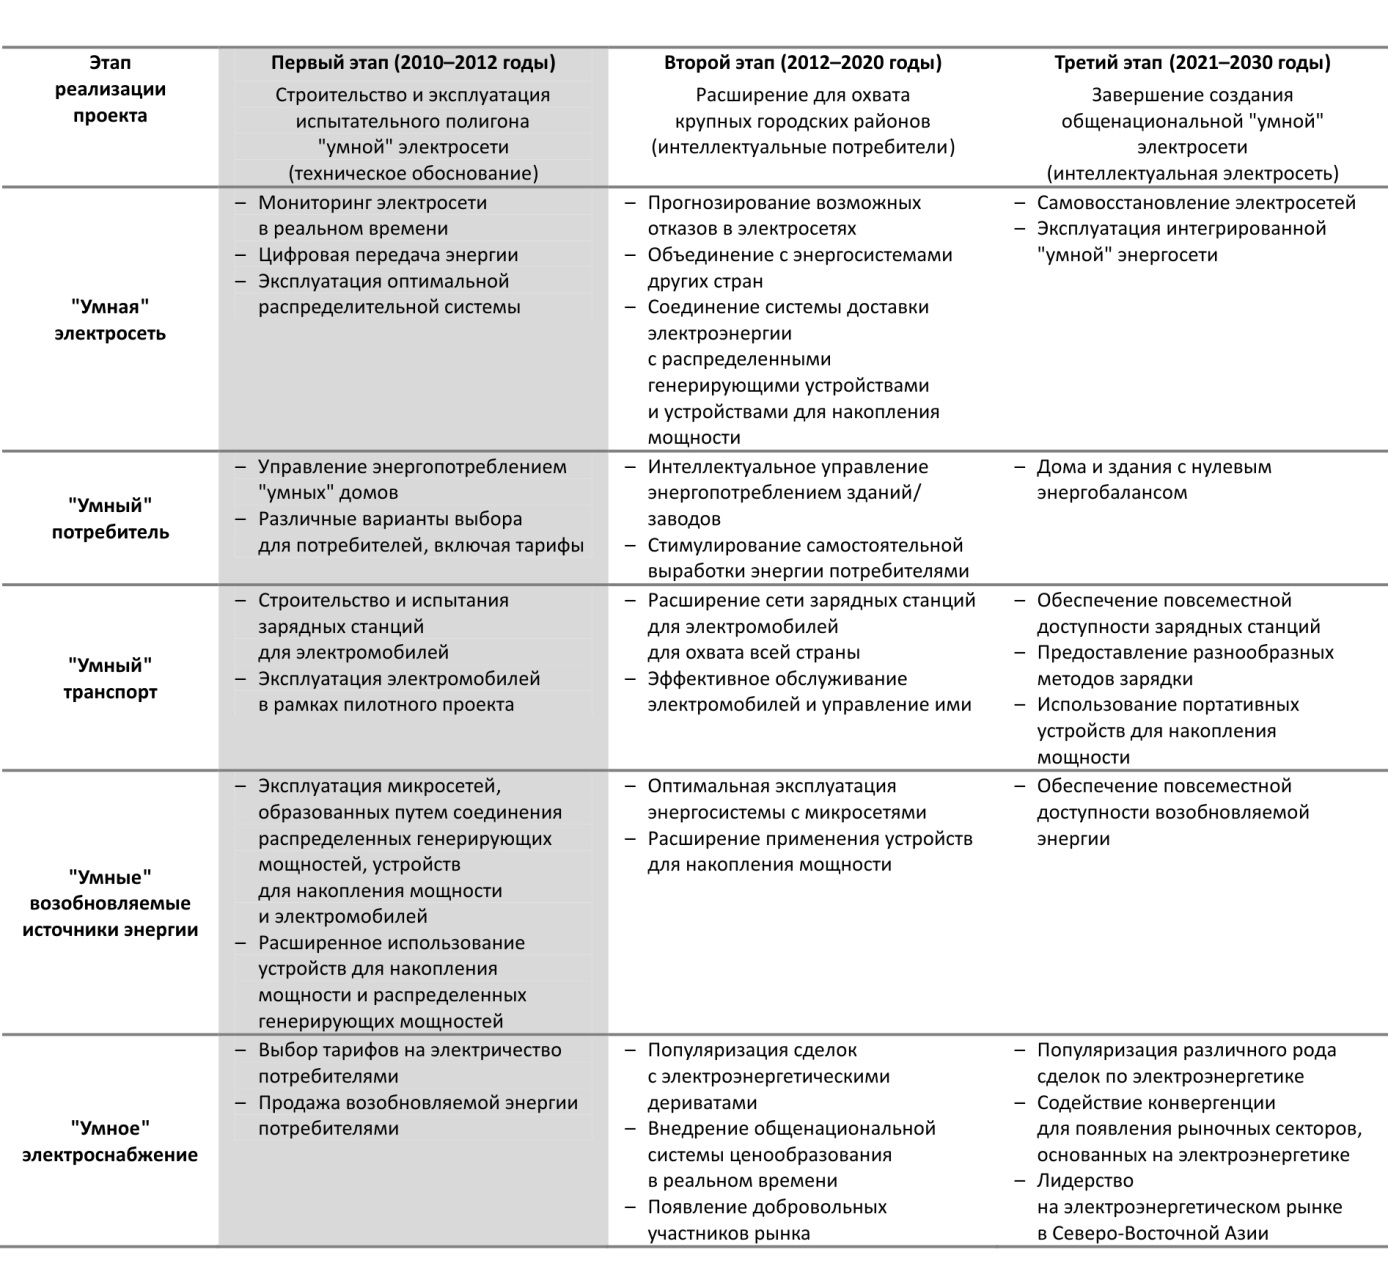 Этап
реализации
проекта
Первый этап (2010–2012 годы)
Строительство и эксплуатация
испытательного полигона
"умной" электросети
(техническое обоснование)
Второй этап (2012–2020 годы)
Расширение для охвата
крупных городских районов
(интеллектуальные потребители)
Третий этап (2021–2030 годы)
Завершение создания
общенациональной "умной"
электросети
(интеллектуальная электросеть)
"Умная"
электросеть
– Мониторинг электросети
в реальном времени
– Цифровая передача энергии
– Эксплуатация оптимальной
распределительной системы
– Прогнозирование возможных
отказов в электросетях
– Объединение с энергосистемами
других стран
– Соединение системы доставки
электроэнергии
с распределенными
генерирующими устройствами
и устройствами для накопления
мощности
– Самовосстановление электросетей
– Эксплуатация интегрированной
"умной" энергосети
"Умный"
потребитель
– Управление энергопотреблением
"умных" домов
– Различные варианты выбора
для потребителей, включая тарифы
– Интеллектуальное управление
энергопотреблением зданий/
заводов
– Стимулирование самостоятельной
выработки энергии потребителями
– Дома и здания с нулевым
энергобалансом
"Умный"
транспорт
– Строительство и испытания
зарядных станций
для электромобилей
– Эксплуатация электромобилей
в рамках пилотного проекта
– Расширение сети зарядных станций
для электромобилей
для охвата всей страны
– Эффективное обслуживание
электромобилей и управление ими
– Обеспечение повсеместной
доступности зарядных станций
– Предоставление разнообразных
методов зарядки
– Использование портативных
устройств для накопления
мощности
"Умные"
возобновляемые
источники энергии
– Эксплуатация микросетей,
образованных путем соединения
распределенных генерирующих
мощностей, устройств
для накопления мощности
и электромобилей
– Расширенное использование
устройств для накопления
мощности и распределенных
генерирующих мощностей
– Оптимальная эксплуатация
энергосистемы с микросетями
– Расширение применения устройств
для накопления мощности
– Обеспечение повсеместной
доступности возобновляемой
энергии
"Умное"
электроснабжение
– Выбор тарифов на электричество
потребителями
– Продажа возобновляемой энергии
потребителями
– Популяризация сделок
с электроэнергетическими
дериватами
– Внедрение общенациональной
системы ценообразования
в реальном времени
– Появление добровольных
участников рынка
– Популяризация различного рода
сделок по электроэнергетике
– Содействие конвергенции
для появления рыночных секторов,
основанных на электроэнергетике
– Лидерство
на электроэнергетическом рынке
в Северо-Восточной Азии